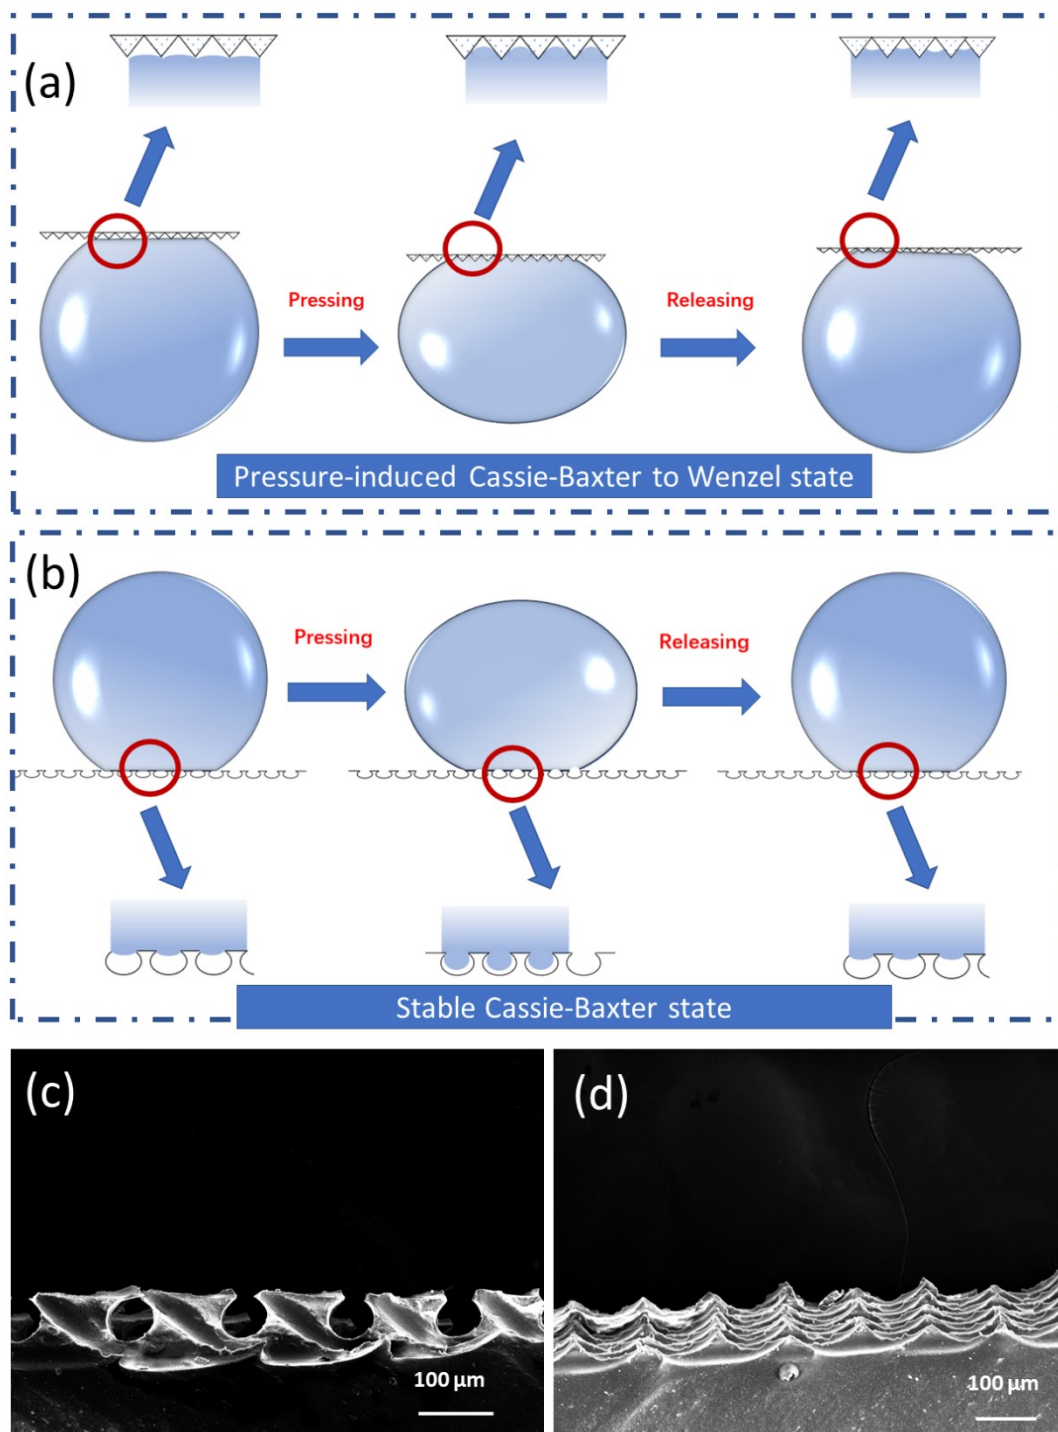 (a)
Pressing
Releasing
Pressure-induced Cassie-Baxter to Wenzel state
(b)
Pressing
Releasing
Stable Cassie-Baxter state
(c)
(d)
100 μm
100 μm